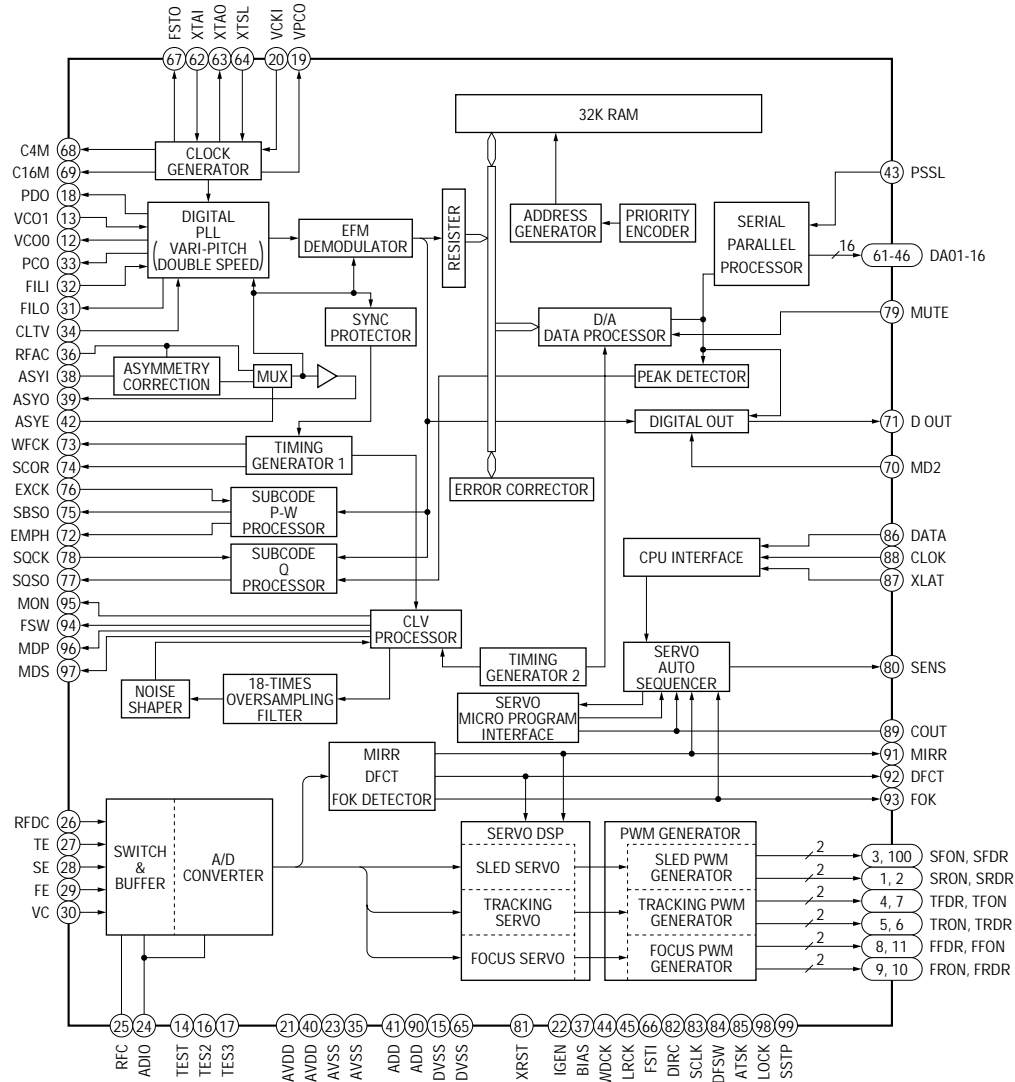 FSTO
XTAI
XTAO
XTSL
VCKI
VPCO
67
62
63
64
20
19
C4M 68
C16M 69
PDO 18
VCO1 13
VCO0 12
PCO 33
FILI 32
FILO 31
CLTV 34
RFAC 36
ASYI 38
ASYO 39
ASYE 42
WFCK 73
SCOR 74
EXCK 76
SBSO 75
EMPH 72
SQCK 78
SQSO 77
MON 95
FSW 94
MDP 96
MDS 97
RFDC 26
TE 27
SE 28
FE 29
VC 30
32K RAM
CLOCK
GENERATOR
DIGITAL
PLL
( VARI-PITCH
DOUBLE SPEED )
EFM
DEMODULATOR
RESISTER
ADDRESS
GENERATOR
PRIORITY
ENCODER
SERIAL
PARALLEL
PROCESSOR
16
SYNC
PROTECTOR
D/A
DATA PROCESSOR
ASYMMETRY
CORRECTION
MUX
PEAK DETECTOR
DIGITAL OUT
TIMING
GENERATOR 1
ERROR CORRECTOR
SUBCODE
P-W
PROCESSOR
SUBCODE
Q
PROCESSOR
CPU INTERFACE
CLV
PROCESSOR
TIMING
GENERATOR 2
SERVO
AUTO
SEQUENCER
NOISE
SHAPER
18-TIMES
OVERSAMPLING
FILTER
SERVO
MICRO PROGRAM
INTERFACE
MIRR
DFCT
FOK DETECTOR
SWITCH
&
BUFFER
A/D
CONVERTER
SERVO DSP
SLED SERVO
TRACKING
SERVO
FOCUS SERVO
PWM GENERATOR
SLED PWM
GENERATOR
TRACKING PWM
GENERATOR
FOCUS PWM
GENERATOR
43 PSSL
61-46 DA01-16
79 MUTE
71 D OUT
70 MD2
86 DATA
88 CLOK
87 XLAT
80 SENS
89 COUT
91 MIRR
92 DFCT
93 FOK
2 3, 100 SFON, SFDR
2 1, 2 SRON, SRDR
2 4, 7 TFDR, TFON
2 5, 6 TRON, TRDR
2 8, 11 FFDR, FFON
2 9, 10 FRON, FRDR
25
24
14
16
17
21
40
23
35
41
90
15
65
81
22
37
44
45
66
82
83
84
85
98
99
RFC
ADIO
TEST
TES2
TES3
AVDD
AVDD
AVSS
AVSS
ADD
ADD
DVSS
DVSS
XRST
IGEN
BIAS
WDCK
LRCK
FSTI
DIRC
SCLK
DFSW
ATSK
LOCK
SSTP